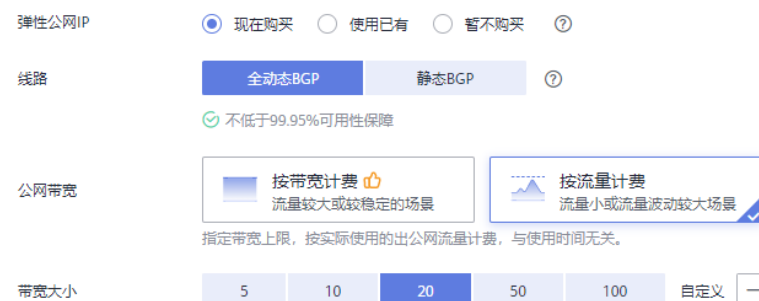 弹性公网IP 现在购买 使用已有 暂不购买 ?
线路 全动态BGP 静态BGP ?
不低于99.95%可用性保障
公网带宽 按带宽计费 按流量计费
流量较大或较稳定的场景 流量小或流量波动较大场景
指定带宽上限，按实际使用的出公网流量计费，与使用时间无关。
带宽大小 5 10 20 50 100 自定义 —